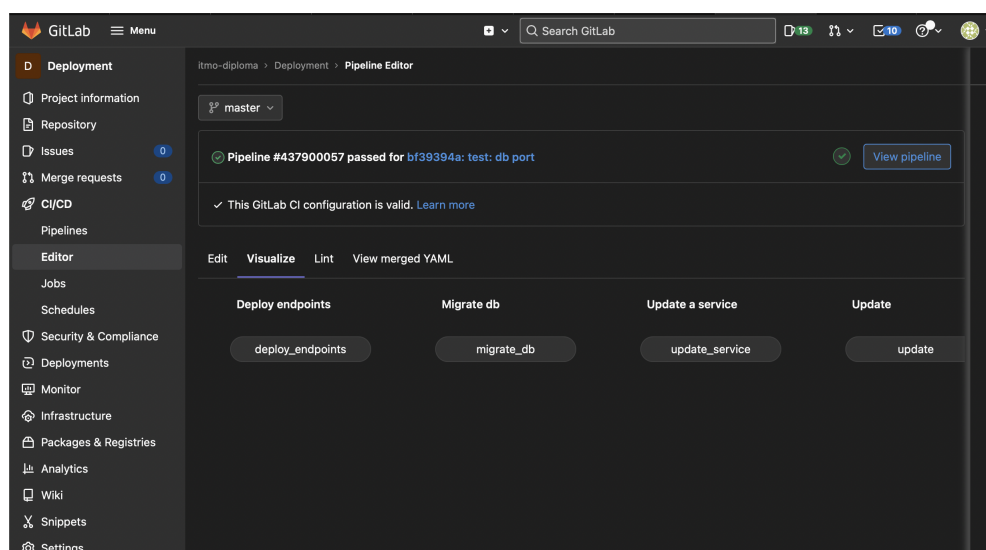 GitLab Menu Search GitLab 13 10
D Deployment
itmo-diploma > Deployment > Pipeline Editor
Project information
master
Repository
Issues 0
Pipeline #437900057 passed for bf39394a: test: db port View pipeline
Merge requests 0
CI/CD
This GitLab CI configuration is valid. Learn more
Pipelines
Editor
Edit Visualize Lint View merged YAML
Jobs
Deploy endpoints Migrate db Update a service Update
Schedules
Security & Compliance
deploy_endpoints migrate_db update_service update
Deployments
Monitor
Infrastructure
Packages & Registries
Analytics
Wiki
Snippets
Settings